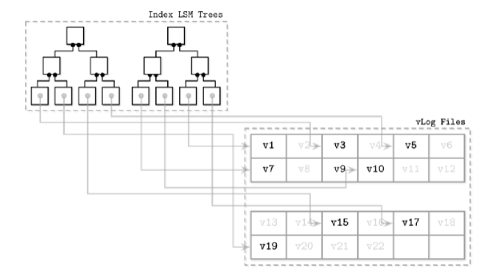 Index LSM Trees
vLog Files
v1 v2 v3 v4 v5 v6
v7 v8 v9 v10 v11 v12
v13 v14 v15 v16 v17 v18
v19 v20 v21 v22